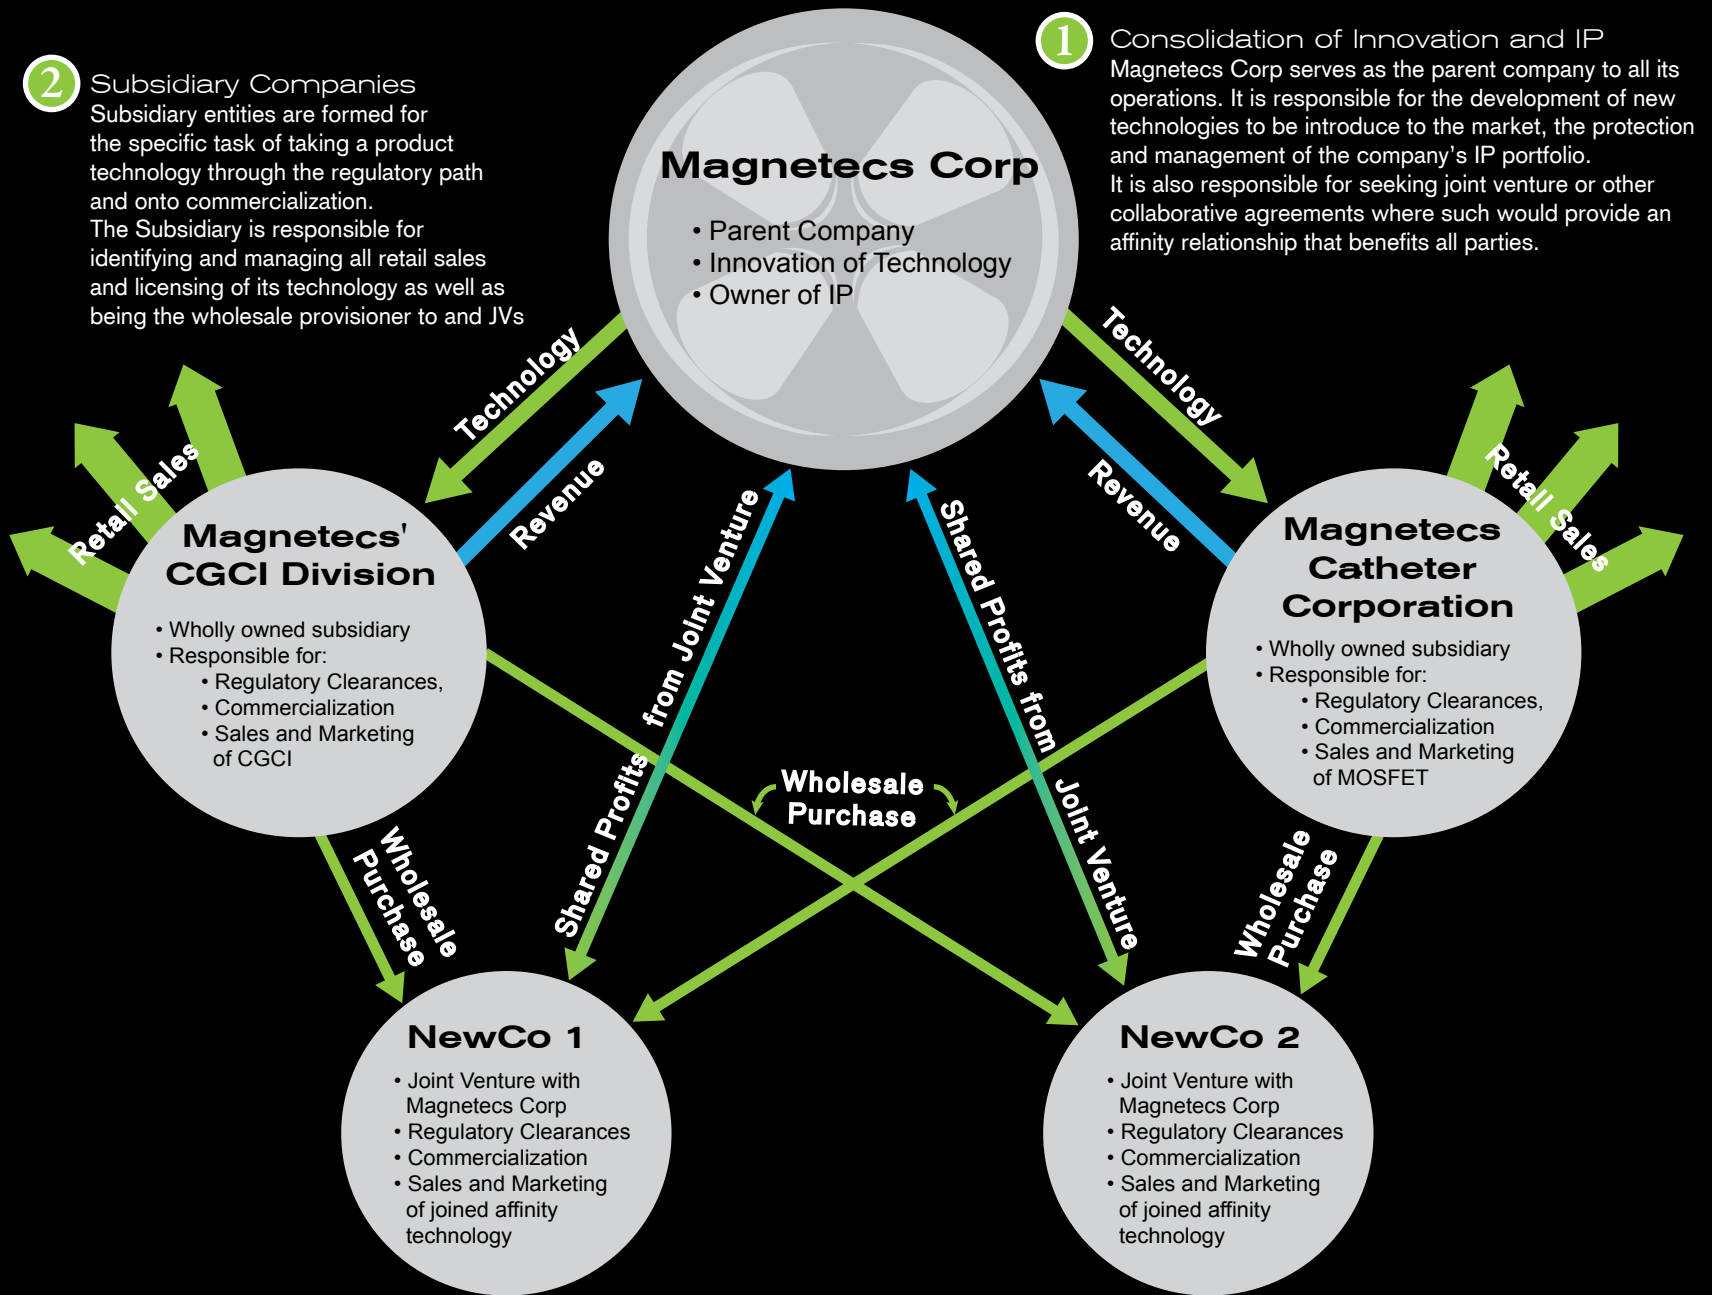 2
Subsidiary Companies
Subsidiary entities are formed for
the specific task of taking a product
technology through the regulatory path
and onto commercialization.
The Subsidiary is responsible for
identifying and managing all retail sales
and licensing of its technology as well as
being the wholesale provisioner to and JVs
1
Consolidation of Innovation and IP
Magnetecs Corp serves as the parent company to all its
operations. It is responsible for the development of new
technologies to be introduce to the market, the protection
and management of the company's IP portfolio.
It is also responsible for seeking joint venture or other
collaborative agreements where such would provide an
affinity relationship that benefits all parties.
Magnetecs Corp
• Parent Company
• Innovation of Technology
• Owner of IP
Technology
Revenue
Technology
Revenue
Retail Sales
Retail Sales
Magnetecs'
CGCI Division
• Wholly owned subsidiary
• Responsible for:
• Regulatory Clearances,
• Commercialization
• Sales and Marketing
of CGCI
Magnetecs
Catheter
Corporation
• Wholly owned subsidiary
• Responsible for:
• Regulatory Clearances,
• Commercialization
• Sales and Marketing
of MOSFET
Shared Profits from Joint Venture
Shared Profits from Joint Venture
Wholesale
Purchase
Wholesale
Purchase
Wholesale
Purchase
NewCo 1
• Joint Venture with
Magnetecs Corp
• Regulatory Clearances
• Commercialization
• Sales and Marketing
of joined affinity
technology
NewCo 2
• Joint Venture with
Magnetecs Corp
• Regulatory Clearances
• Commercialization
• Sales and Marketing
of joined affinity
technology